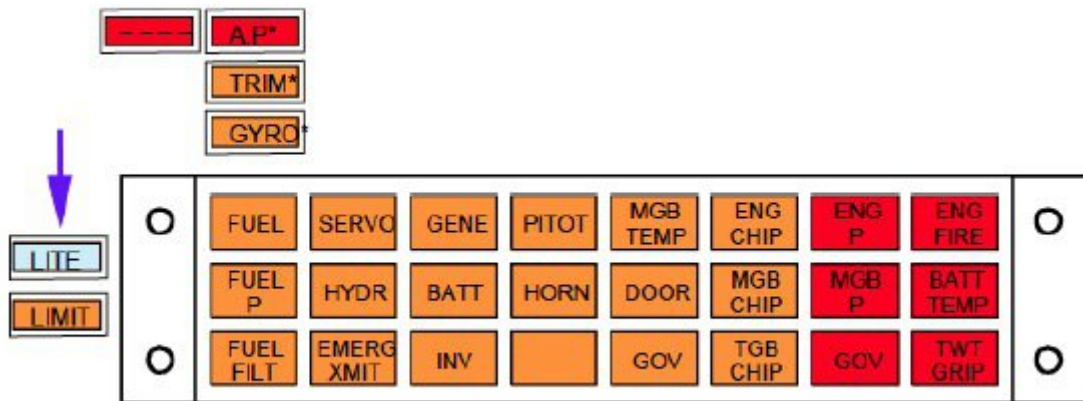 ---- A.P*
TRIM*
GYRO*
FUEL SERVO GENE PITOT MGB TEMP ENG CHIP ENG P ENG FIRE
LITE
FUEL P HYDR BATT HORN DOOR MGB CHIP MGB P BATT TEMP
LIMIT
FUEL FILT EMERG XMIT INV GOV TGB CHIP GOV TWT GRIP